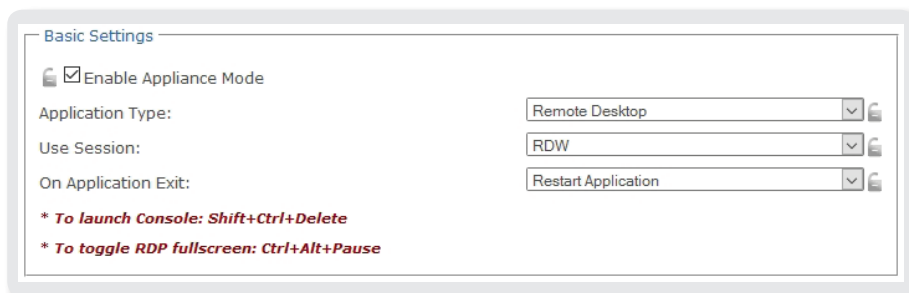 Basic Settings
Enable Appliance Mode
Application Type: Remote Desktop
Use Session: RDW
On Application Exit: Restart Application
* To launch Console: Shift+Ctrl+Delete
* To toggle RDP fullscreen: Ctrl+Alt+Pause